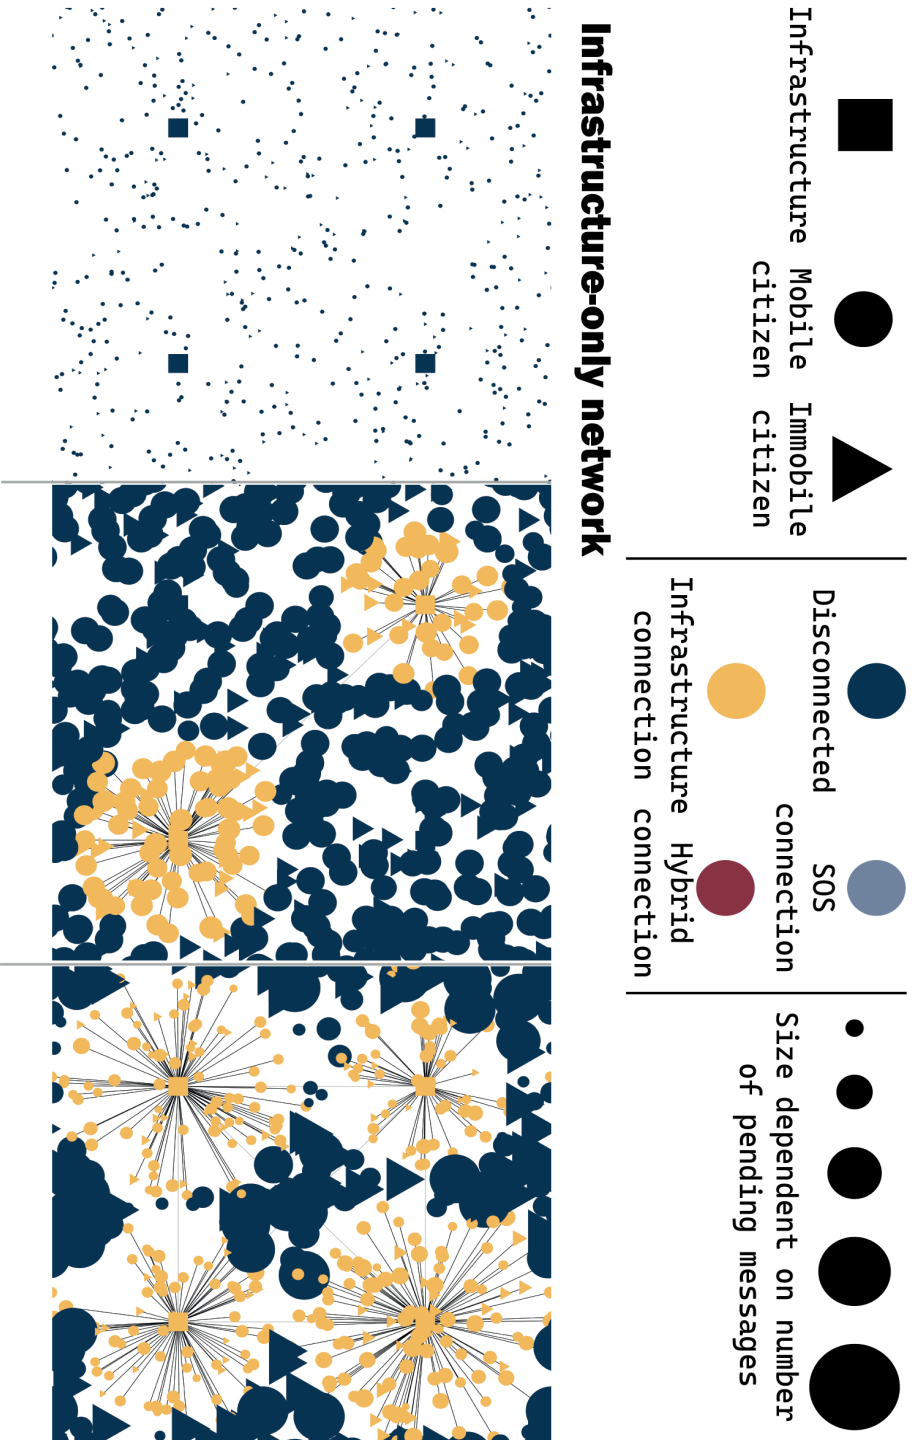 Infrastructure
Mobile
citizen
Immobile
citizen
Disconnected
SOS
connection
Infrastructure
connection
Hybrid
connection
Size dependent on number
of pending messages
Infrastructure-only network